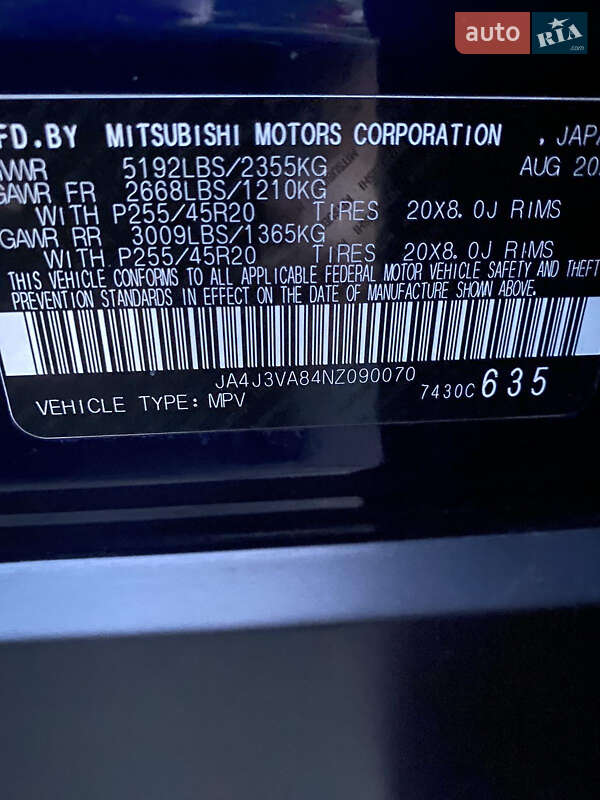 auto RIA.com
FD.BY MITSUBISHI MOTORS CORPORATION , JAPA
VWR 5192LBS/2355KG AUG 20
GAWR FR 2668LBS/1210KG
WITH P255/45R20 TIRES 20X8.0J RIMS
GAWR RR 3009LBS/1365KG
WITH P255/45R20 TIRES 20X8.0J RIMS
THIS VEHICLE CONFORMS TO ALL APPLICABLE FEDERAL MOTOR VEHICLE SAFETY AND THEFT
PREVENTION STANDARDS IN EFFECT ON THE DATE OF MANUFACTURE SHOWN ABOVE.
JA4J3VA84NZ090070
VEHICLE TYPE: MPV 7430C 635